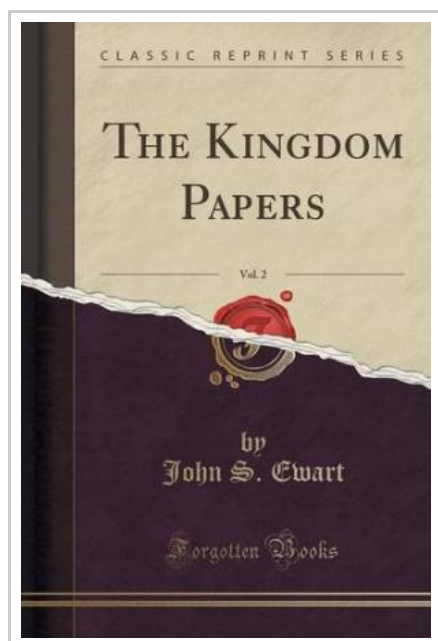 CLASSIC REPRINT SERIES
THE KINGDOM
PAPERS
Vol. 2
by
John S. Ewart
Forgotten Books